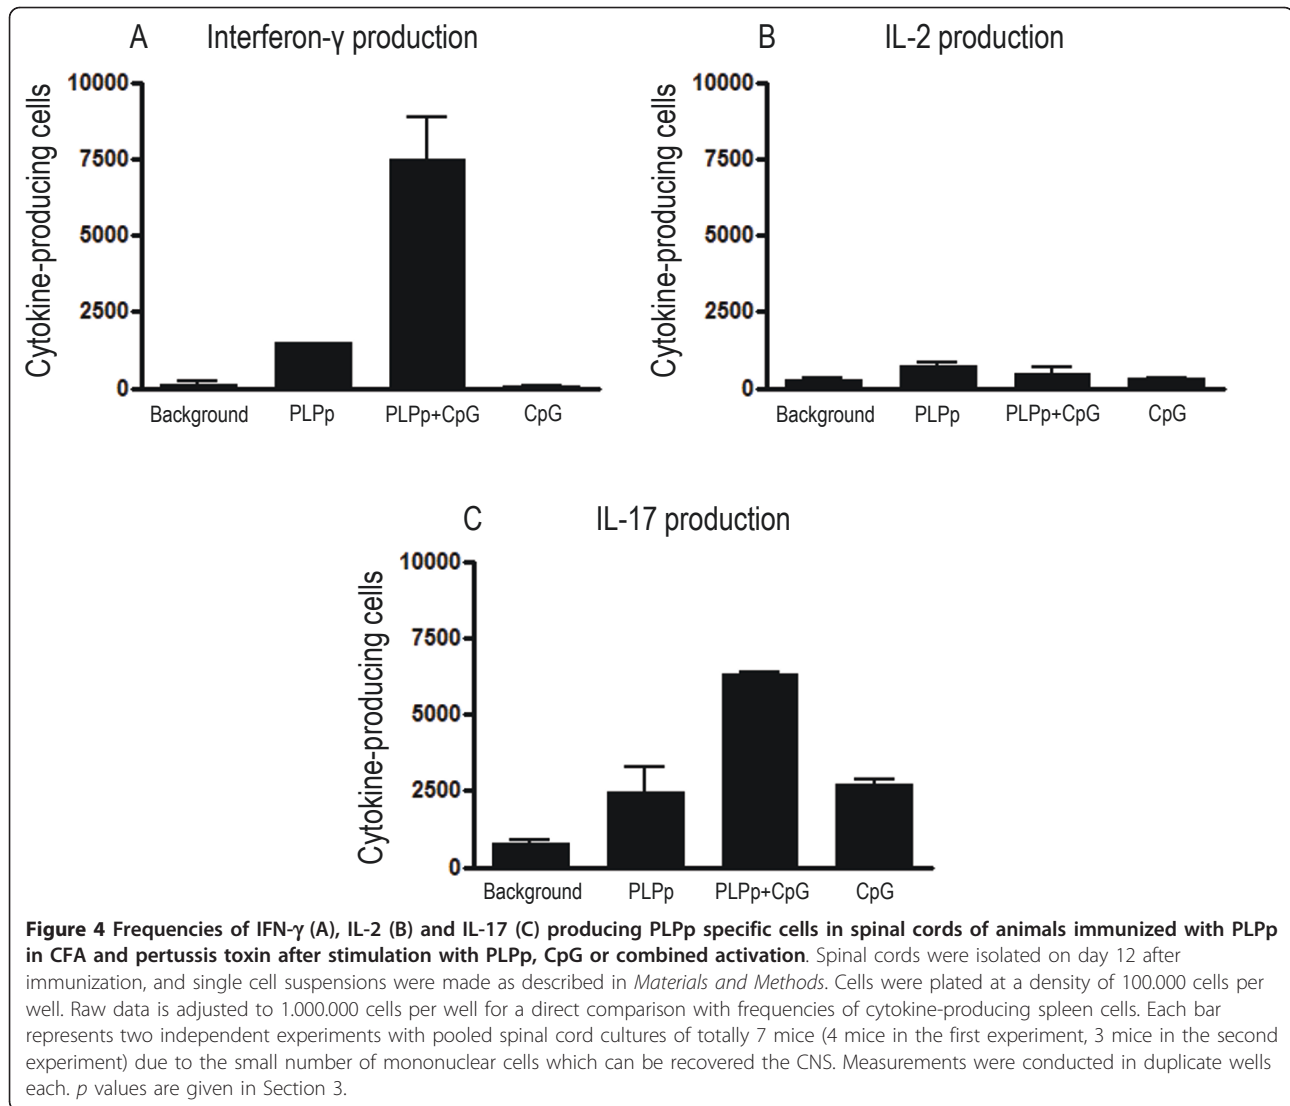 A Interferon-γ production
Cytokine-producing cells
10000
7500
5000
2500
0
Background PLPp PLPp+CpG CpG
B IL-2 production
Cytokine-producing cells
10000
7500
5000
2500
0
Background PLPp PLPp+CpG CpG
C IL-17 production
Cytokine-producing cells
10000
7500
5000
2500
0
Background PLPp PLPp+CpG CpG
Figure 4 Frequencies of IFN-γ (A), IL-2 (B) and IL-17 (C) producing PLPp specific cells in spinal cords of animals immunized with PLPp
in CFA and pertussis toxin after stimulation with PLPp, CpG or combined activation. Spinal cords were isolated on day 12 after
immunization, and single cell suspensions were made as described in Materials and Methods. Cells were plated at a density of 100.000 cells per
well. Raw data is adjusted to 1.000.000 cells per well for a direct comparison with frequencies of cytokine-producing spleen cells. Each bar
represents two independent experiments with pooled spinal cord cultures of totally 7 mice (4 mice in the first experiment, 3 mice in the second
experiment) due to the small number of mononuclear cells which can be recovered the CNS. Measurements were conducted in duplicate wells
each. p values are given in Section 3.